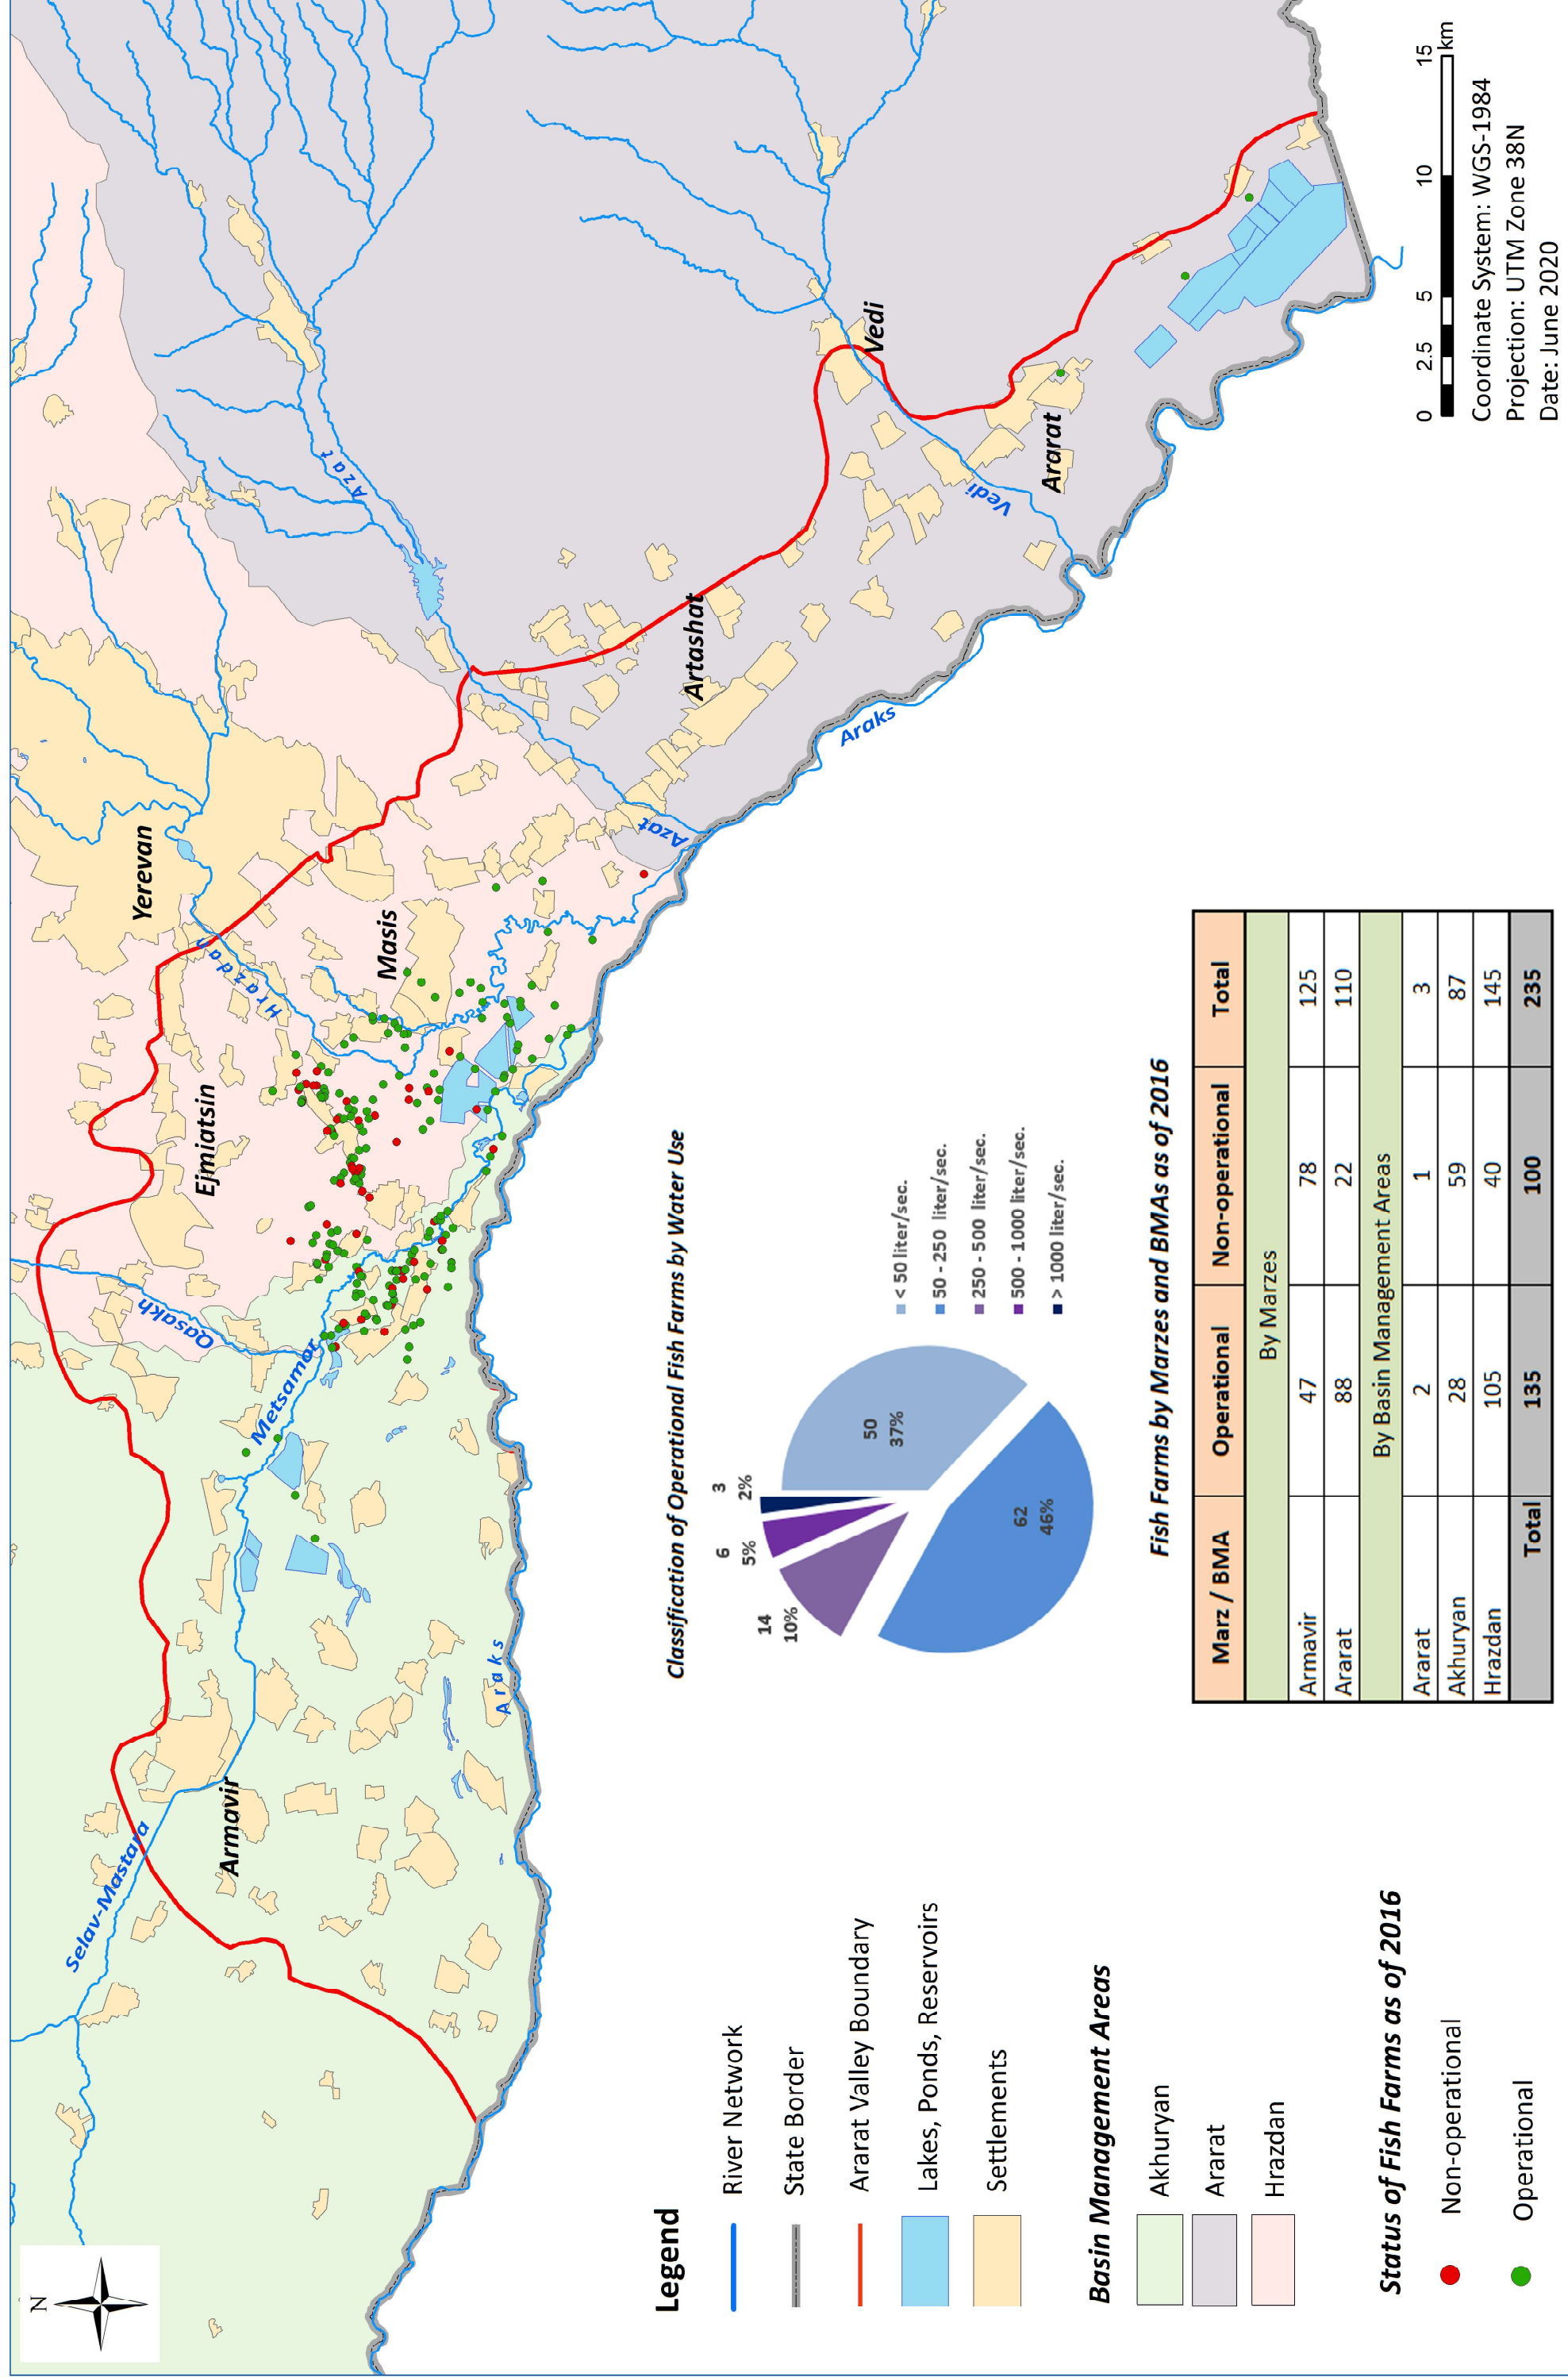 N
Selav-Mastara
Armavir
Metsamor
Qasakh
Ejmiatsin
Yerevan
Hrazdan
Masis
Azat
Azat
Artashat
Araks
Araks
Vedi
Vedi
Ararat
Legend
River Network
State Border
Ararat Valley Boundary
Lakes, Ponds, Reservoirs
Settlements
Basin Management Areas
Akhuryan
Ararat
Hrazdan
Status of Fish Farms as of 2016
Non-operational
Operational
Classification of Operational Fish Farms by Water Use
3
2%
6
5%
14
10%
50
37%
62
46%
< 50 liter/sec.
50 - 250 liter/sec.
250 - 500 liter/sec.
500 - 1000 liter/sec.
> 1000 liter/sec.
Fish Farms by Marzes and BMAs as of 2016
Marz / BMA Operational Non-operational Total
By Marzes
Armavir 47 78 125
Ararat 88 22 110
By Basin Management Areas
Ararat 2 1 3
Akhuryan 28 59 87
Hrazdan 105 40 145
Total 135 100 235
0 2.5 5 10 15
km
Coordinate System: WGS-1984
Projection: UTM Zone 38N
Date: June 2020